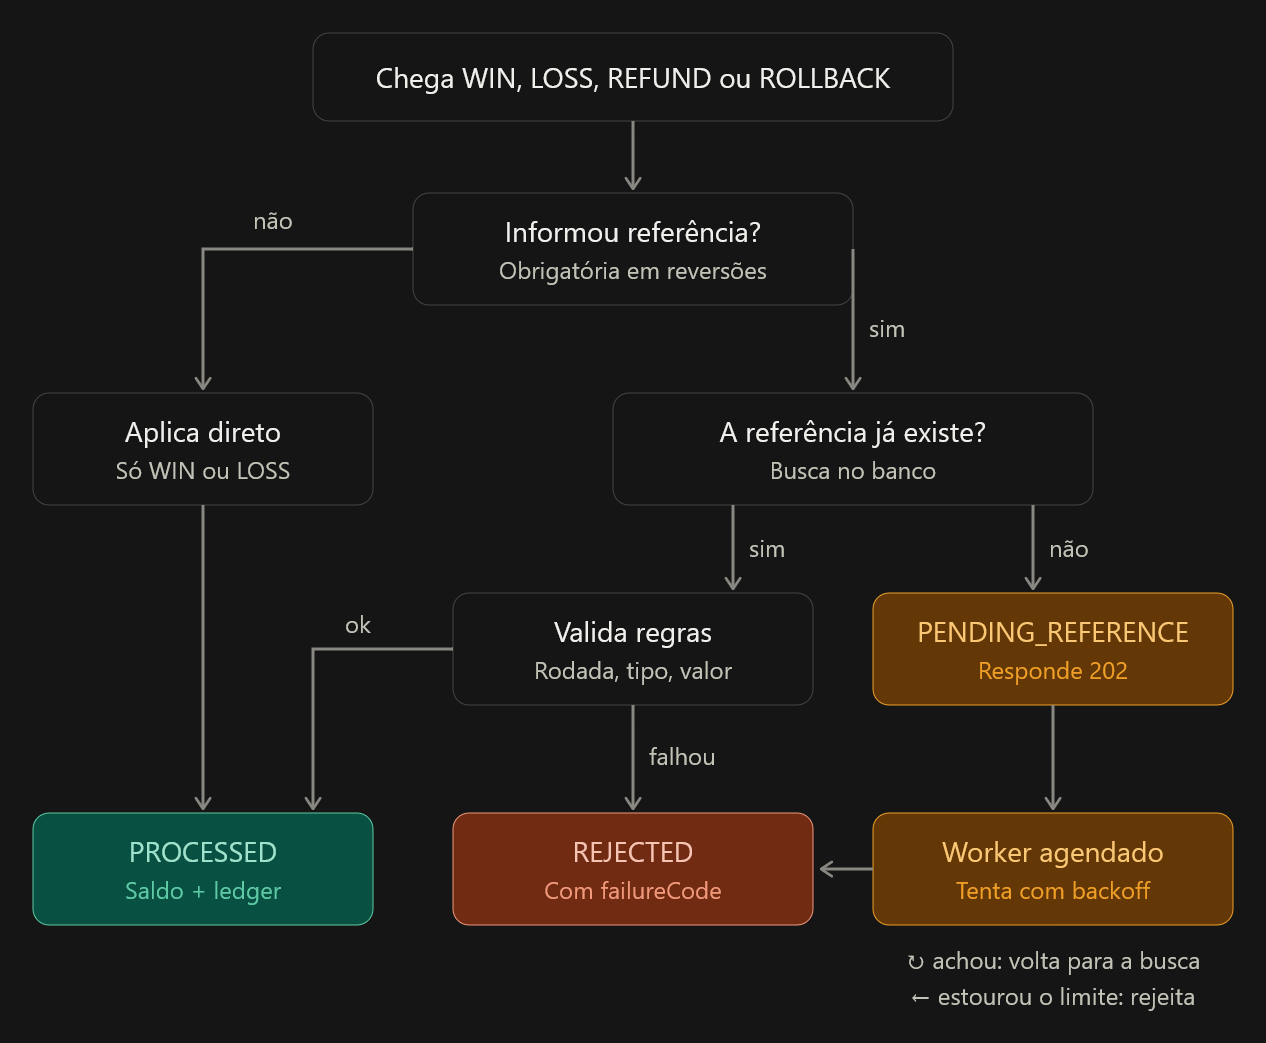 Chega WIN, LOSS, REFUND ou ROLLBACK
não
Informou referência?
Obrigatória em reversões
sim
Aplica direto
Só WIN ou LOSS
A referência já existe?
Busca no banco
sim
não
ok
Valida regras
Rodada, tipo, valor
PENDING_REFERENCE
Responde 202
falhou
PROCESSED
Saldo + ledger
REJECTED
Com failureCode
Worker agendado
Tenta com backoff
↻ achou: volta para a busca
← estourou o limite: rejeita